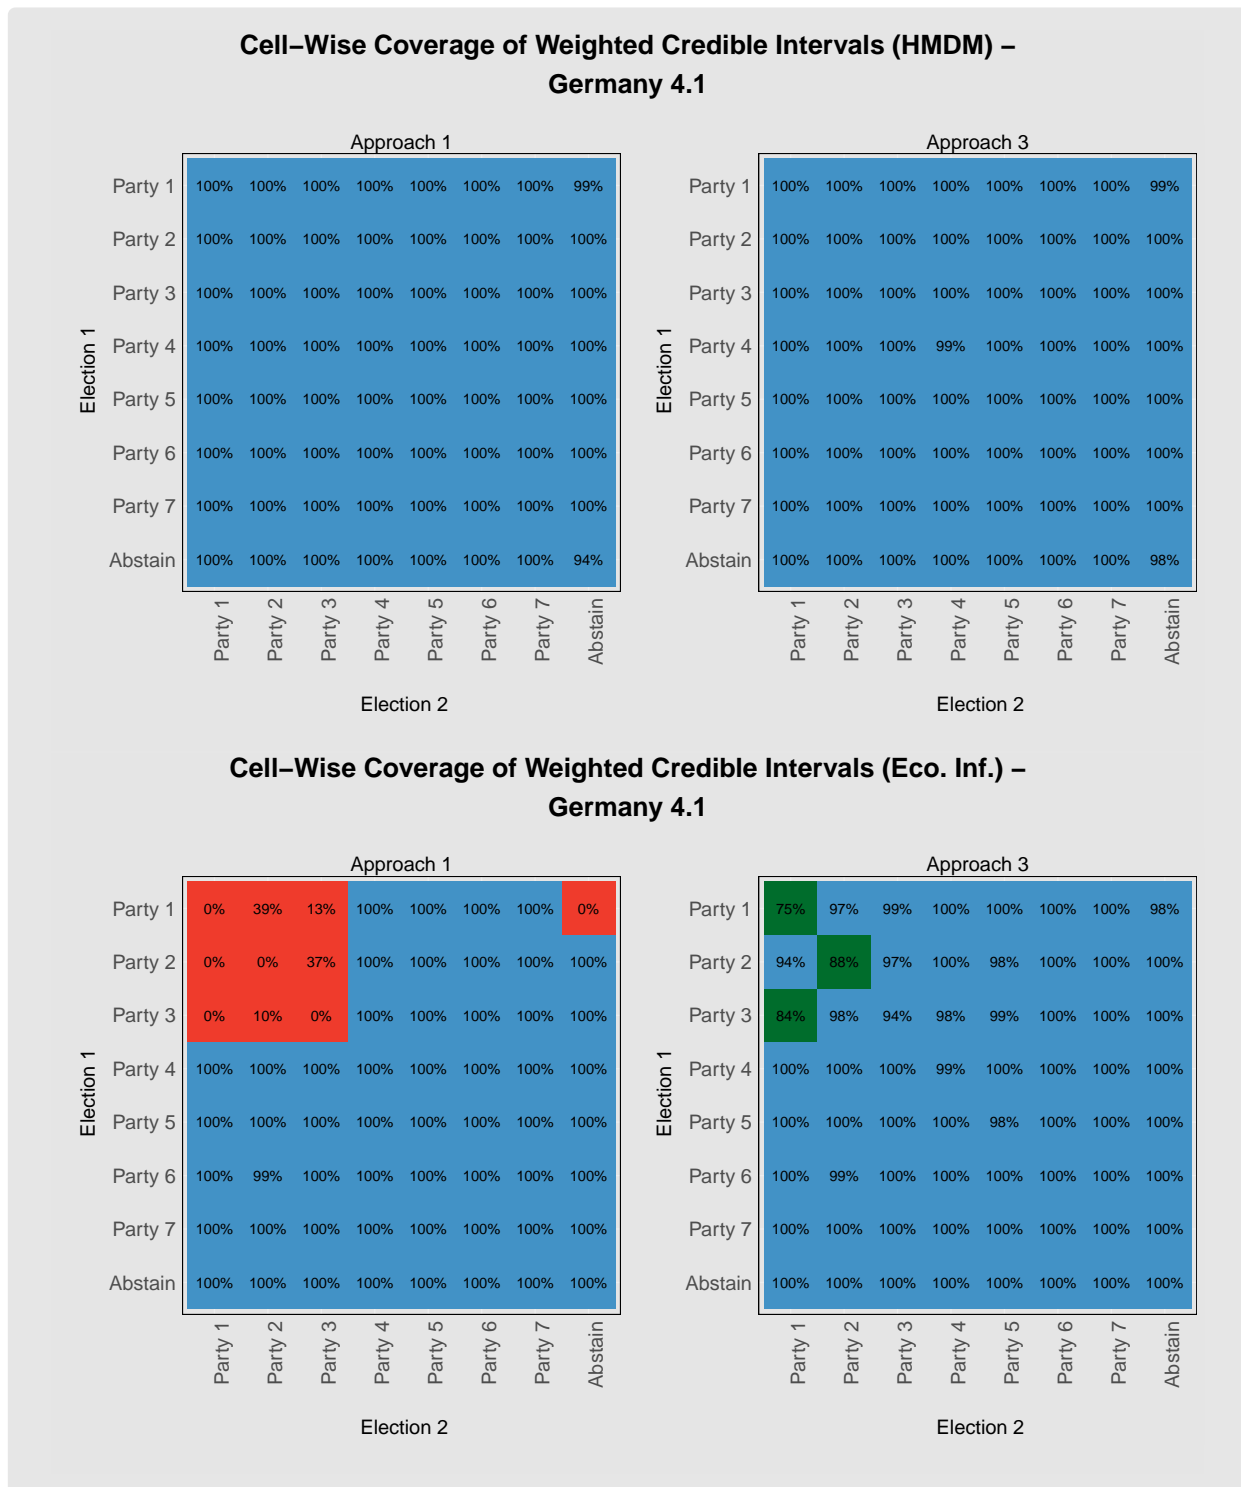 Cell–Wise Coverage of Weighted Credible Intervals (HMDM) –
Germany 4.1
Approach 1
Party 1 100% 100% 100% 100% 100% 100% 100% 99%
Party 2 100% 100% 100% 100% 100% 100% 100% 100%
Party 3 100% 100% 100% 100% 100% 100% 100% 100%
Party 4 100% 100% 100% 100% 100% 100% 100% 100%
Party 5 100% 100% 100% 100% 100% 100% 100% 100%
Party 6 100% 100% 100% 100% 100% 100% 100% 100%
Party 7 100% 100% 100% 100% 100% 100% 100% 100%
Abstain 100% 100% 100% 100% 100% 100% 100% 94%
Election 1
Party 1 Party 2 Party 3 Party 4 Party 5 Party 6 Party 7 Abstain
Election 2
Approach 3
Party 1 100% 100% 100% 100% 100% 100% 100% 99%
Party 2 100% 100% 100% 100% 100% 100% 100% 100%
Party 3 100% 100% 100% 100% 100% 100% 100% 100%
Party 4 100% 100% 100% 99% 100% 100% 100% 100%
Party 5 100% 100% 100% 100% 100% 100% 100% 100%
Party 6 100% 100% 100% 100% 100% 100% 100% 100%
Party 7 100% 100% 100% 100% 100% 100% 100% 100%
Abstain 100% 100% 100% 100% 100% 100% 100% 98%
Election 1
Party 1 Party 2 Party 3 Party 4 Party 5 Party 6 Party 7 Abstain
Election 2
Cell–Wise Coverage of Weighted Credible Intervals (Eco. Inf.) –
Germany 4.1
Approach 1
Party 1 0% 39% 13% 100% 100% 100% 100% 0%
Party 2 0% 0% 37% 100% 100% 100% 100% 100%
Party 3 0% 10% 0% 100% 100% 100% 100% 100%
Party 4 100% 100% 100% 100% 100% 100% 100% 100%
Party 5 100% 100% 100% 100% 100% 100% 100% 100%
Party 6 100% 99% 100% 100% 100% 100% 100% 100%
Party 7 100% 100% 100% 100% 100% 100% 100% 100%
Abstain 100% 100% 100% 100% 100% 100% 100% 100%
Election 1
Party 1 Party 2 Party 3 Party 4 Party 5 Party 6 Party 7 Abstain
Election 2
Approach 3
Party 1 75% 97% 99% 100% 100% 100% 100% 98%
Party 2 94% 88% 97% 100% 98% 100% 100% 100%
Party 3 84% 98% 94% 98% 99% 100% 100% 100%
Party 4 100% 100% 100% 99% 100% 100% 100% 100%
Party 5 100% 100% 100% 100% 98% 100% 100% 100%
Party 6 100% 99% 100% 100% 100% 100% 100% 100%
Party 7 100% 100% 100% 100% 100% 100% 100% 100%
Abstain 100% 100% 100% 100% 100% 100% 100% 100%
Election 1
Party 1 Party 2 Party 3 Party 4 Party 5 Party 6 Party 7 Abstain
Election 2